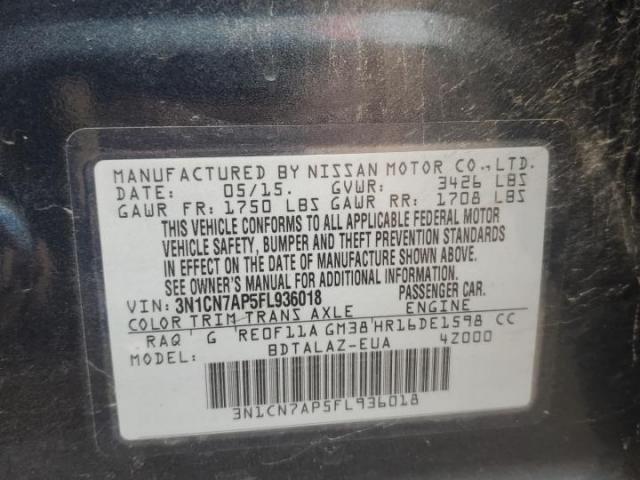 MANUFACTURED BY NISSAN MOTOR CO., LTD.
DATE: 05/15. GVWR: 3426 LBS
GAWR FR: 1750 LBS GAWR RR: 1708 LBS
THIS VEHICLE CONFORMS TO ALL APPLICABLE FEDERAL MOTOR
VEHICLE SAFETY, BUMPER AND THEFT PREVENTION STANDARDS
IN EFFECT ON THE DATE OF MANUFACTURE SHOWN ABOVE.
SEE OWNER'S MANUAL FOR ADDITIONAL INFORMATION.
VIN: 3N1CN7AP5FL936018 PASSENGER CAR.
COLOR TRIM TRANS AXLE ENGINE
RAQ G RE0F11A GM38 HR16DE1598 CC
MODEL: BDTALAZ-EUA 4Z000
3N1CN7AP5FL936018